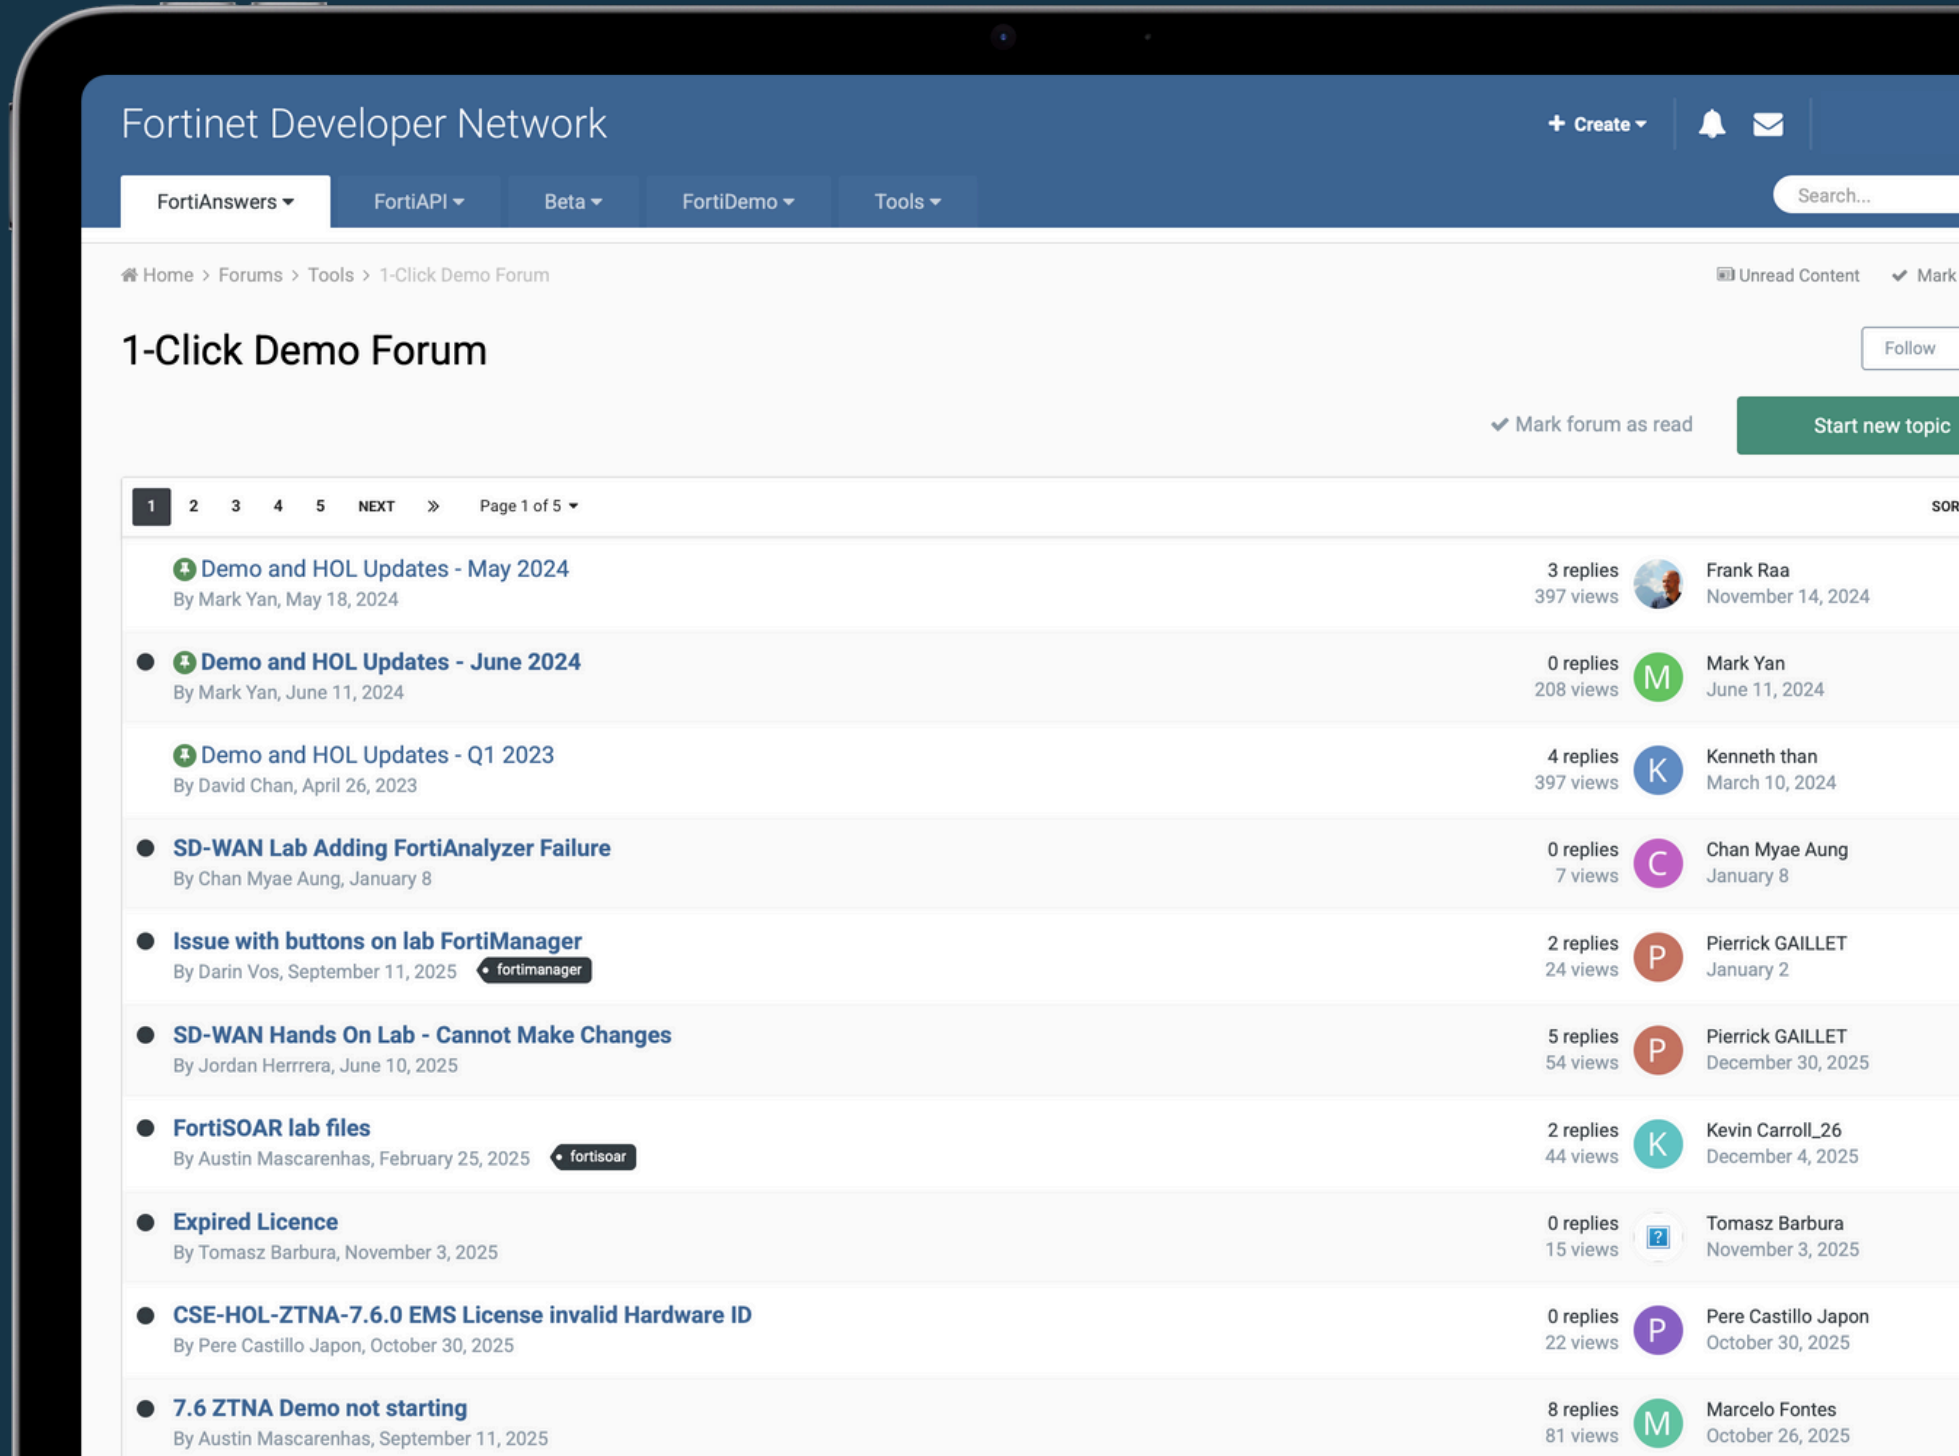 Fortinet Developer Network
+ Create
FortiAnswers
FortiAPI
Beta
FortiDemo
Tools
Search...
Home > Forums > Tools > 1-Click Demo Forum
Unread Content
Mark
1-Click Demo Forum
Follow
Mark forum as read
Start new topic
1 2 3 4 5 NEXT » Page 1 of 5
SOR
Demo and HOL Updates - May 2024
By Mark Yan, May 18, 2024
3 replies
397 views
Frank Raa
November 14, 2024
Demo and HOL Updates - June 2024
By Mark Yan, June 11, 2024
0 replies
208 views
M
Mark Yan
June 11, 2024
Demo and HOL Updates - Q1 2023
By David Chan, April 26, 2023
4 replies
397 views
K
Kenneth than
March 10, 2024
SD-WAN Lab Adding FortiAnalyzer Failure
By Chan Myae Aung, January 8
0 replies
7 views
C
Chan Myae Aung
January 8
Issue with buttons on lab FortiManager
By Darin Vos, September 11, 2025 fortimanager
2 replies
24 views
P
Pierrick GAILLET
January 2
SD-WAN Hands On Lab - Cannot Make Changes
By Jordan Herrrera, June 10, 2025
5 replies
54 views
P
Pierrick GAILLET
December 30, 2025
FortiSOAR lab files
By Austin Mascarenhas, February 25, 2025 fortisoar
2 replies
44 views
K
Kevin Carroll_26
December 4, 2025
Expired Licence
By Tomasz Barbura, November 3, 2025
0 replies
15 views
?
Tomasz Barbura
November 3, 2025
CSE-HOL-ZTNA-7.6.0 EMS License invalid Hardware ID
By Pere Castillo Japon, October 30, 2025
0 replies
22 views
P
Pere Castillo Japon
October 30, 2025
7.6 ZTNA Demo not starting
By Austin Mascarenhas, September 11, 2025
8 replies
81 views
M
Marcelo Fontes
October 26, 2025